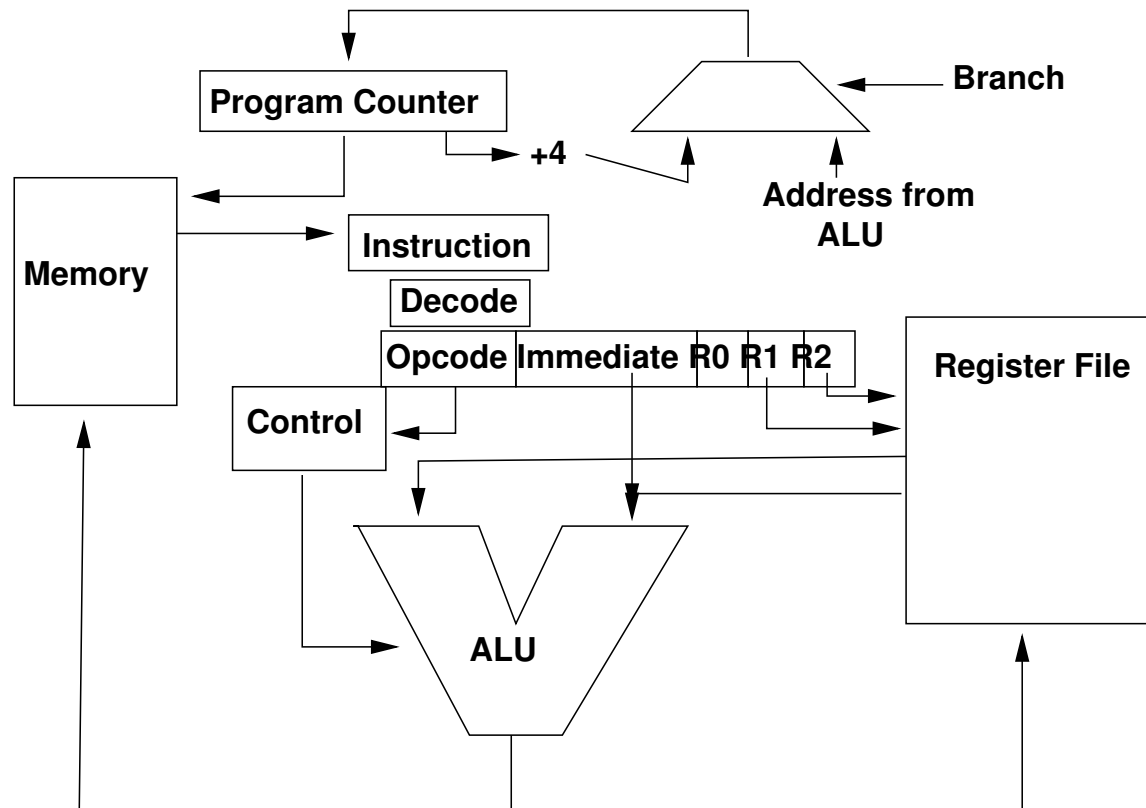 Branch
Program Counter
+4
Address from
ALU
Instruction
Memory
Decode
Opcode Immediate R0 R1 R2
Register File
Control
ALU